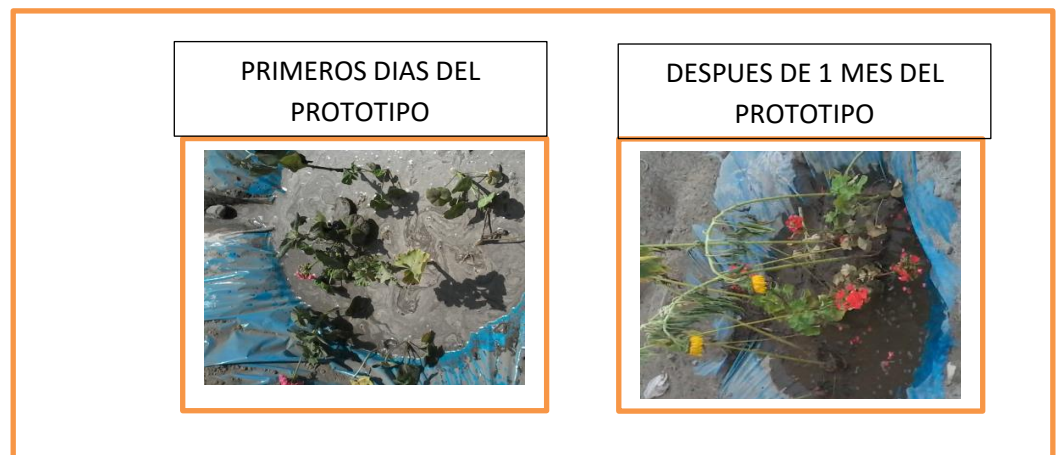 PRIMEROS DIAS DEL
PROTOTIPO
DESPUES DE 1 MES DEL
PROTOTIPO